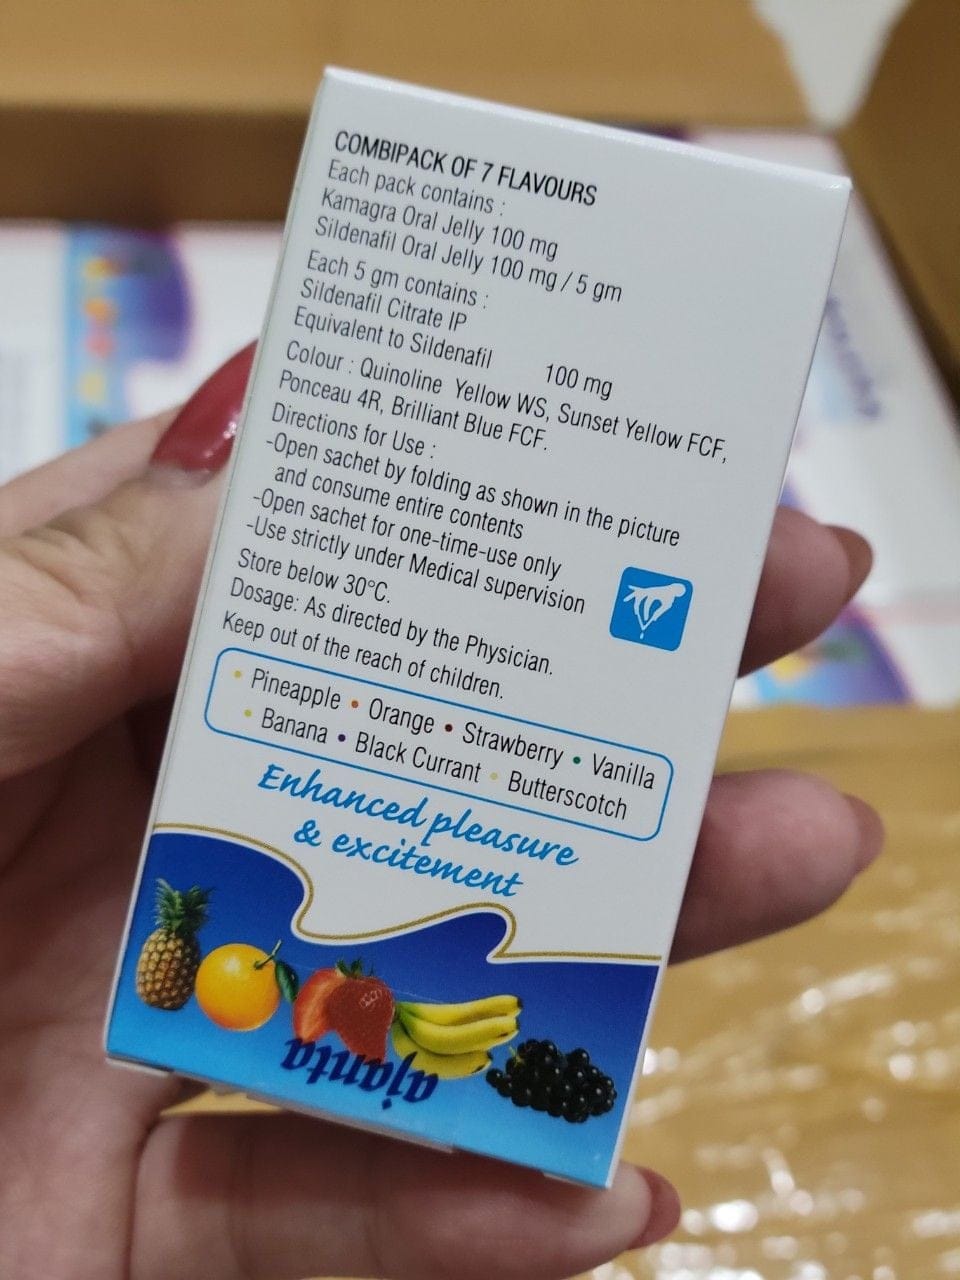 COMBIPACK OF 7 FLAVOURS
Each pack contains :
Kamagra Oral Jelly 100 mg
Sildenafil Oral Jelly 100 mg / 5 gm
Each 5 gm contains :
Sildenafil Citrate IP
Equivalent to Sildenafil 100 mg
Colour : Quinoline Yellow WS, Sunset Yellow FCF,
Ponceau 4R, Brilliant Blue FCF.
Directions for Use :
-Open sachet by folding as shown in the picture
and consume entire contents
-Open sachet for one-time-use only
-Use strictly under Medical supervision
Store below 30°C.
Dosage: As directed by the Physician.
Keep out of the reach of children.
• Pineapple • Orange • Strawberry • Vanilla
• Banana • Black Currant • Butterscotch
Enhanced pleasure
& excitement
ajanta